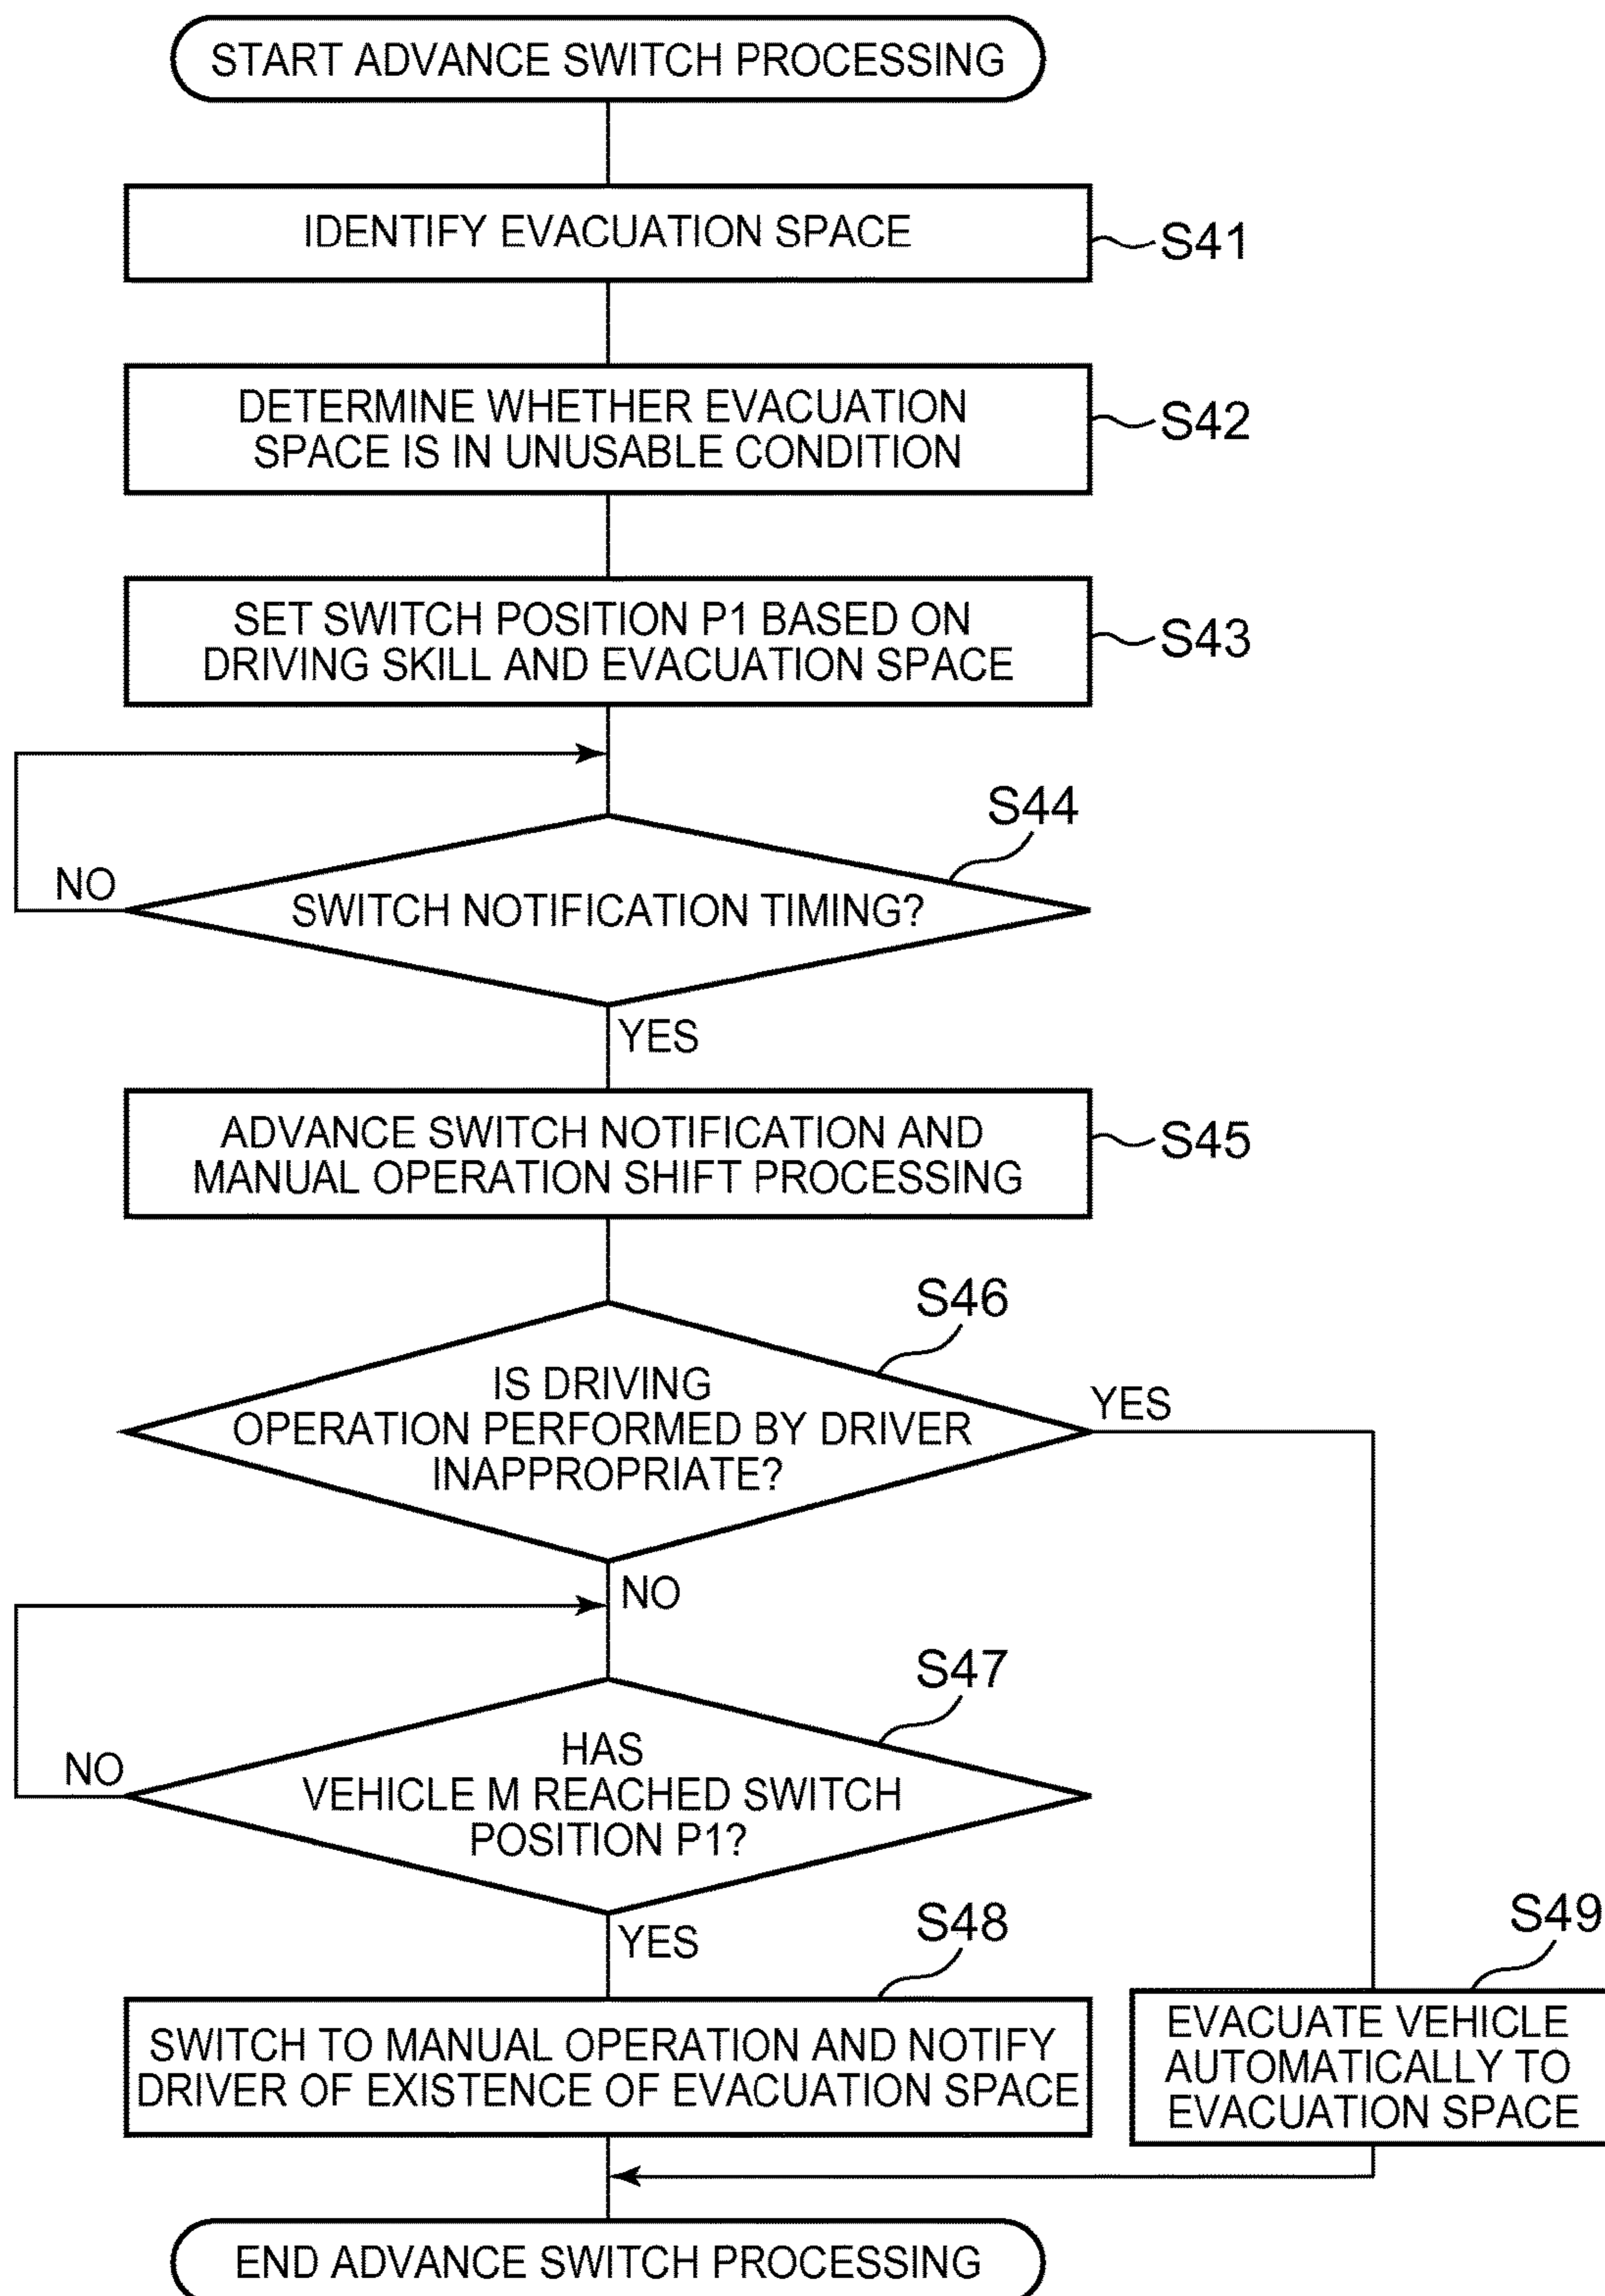 START ADVANCE SWITCH PROCESSING
IDENTIFY EVACUATION SPACE
S41
DETERMINE WHETHER EVACUATION
SPACE IS IN UNUSABLE CONDITION
S42
SET SWITCH POSITION P1 BASED ON
DRIVING SKILL AND EVACUATION SPACE
S43
S44
NO
SWITCH NOTIFICATION TIMING?
YES
ADVANCE SWITCH NOTIFICATION AND
MANUAL OPERATION SHIFT PROCESSING
S45
S46
IS DRIVING
OPERATION PERFORMED BY DRIVER
INAPPROPRIATE?
YES
NO
S47
NO
HAS
VEHICLE M REACHED SWITCH
POSITION P1?
YES
S48
SWITCH TO MANUAL OPERATION AND NOTIFY
DRIVER OF EXISTENCE OF EVACUATION SPACE
S49
EVACUATE VEHICLE
AUTOMATICALLY TO
EVACUATION SPACE
END ADVANCE SWITCH PROCESSING